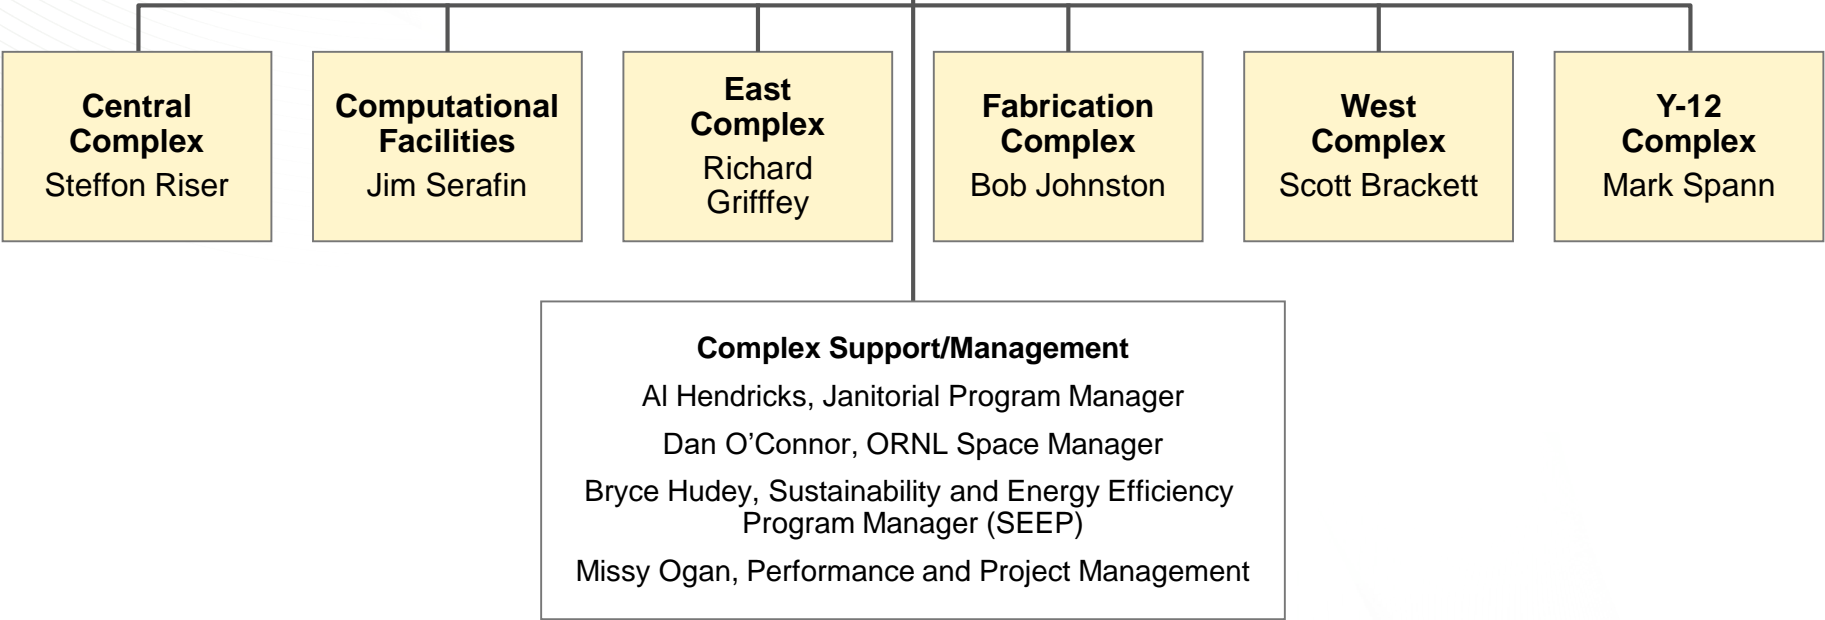 Central
Complex
Steffon Riser
Computational
Facilities
Jim Serafin
East
Complex
Richard
Grifffey
Fabrication
Complex
Bob Johnston
West
Complex
Scott Brackett
Y-12
Complex
Mark Spann
Complex Support/Management
Al Hendricks, Janitorial Program Manager
Dan O’Connor, ORNL Space Manager
Bryce Hudey, Sustainability and Energy Efficiency
Program Manager (SEEP)
Missy Ogan, Performance and Project Management